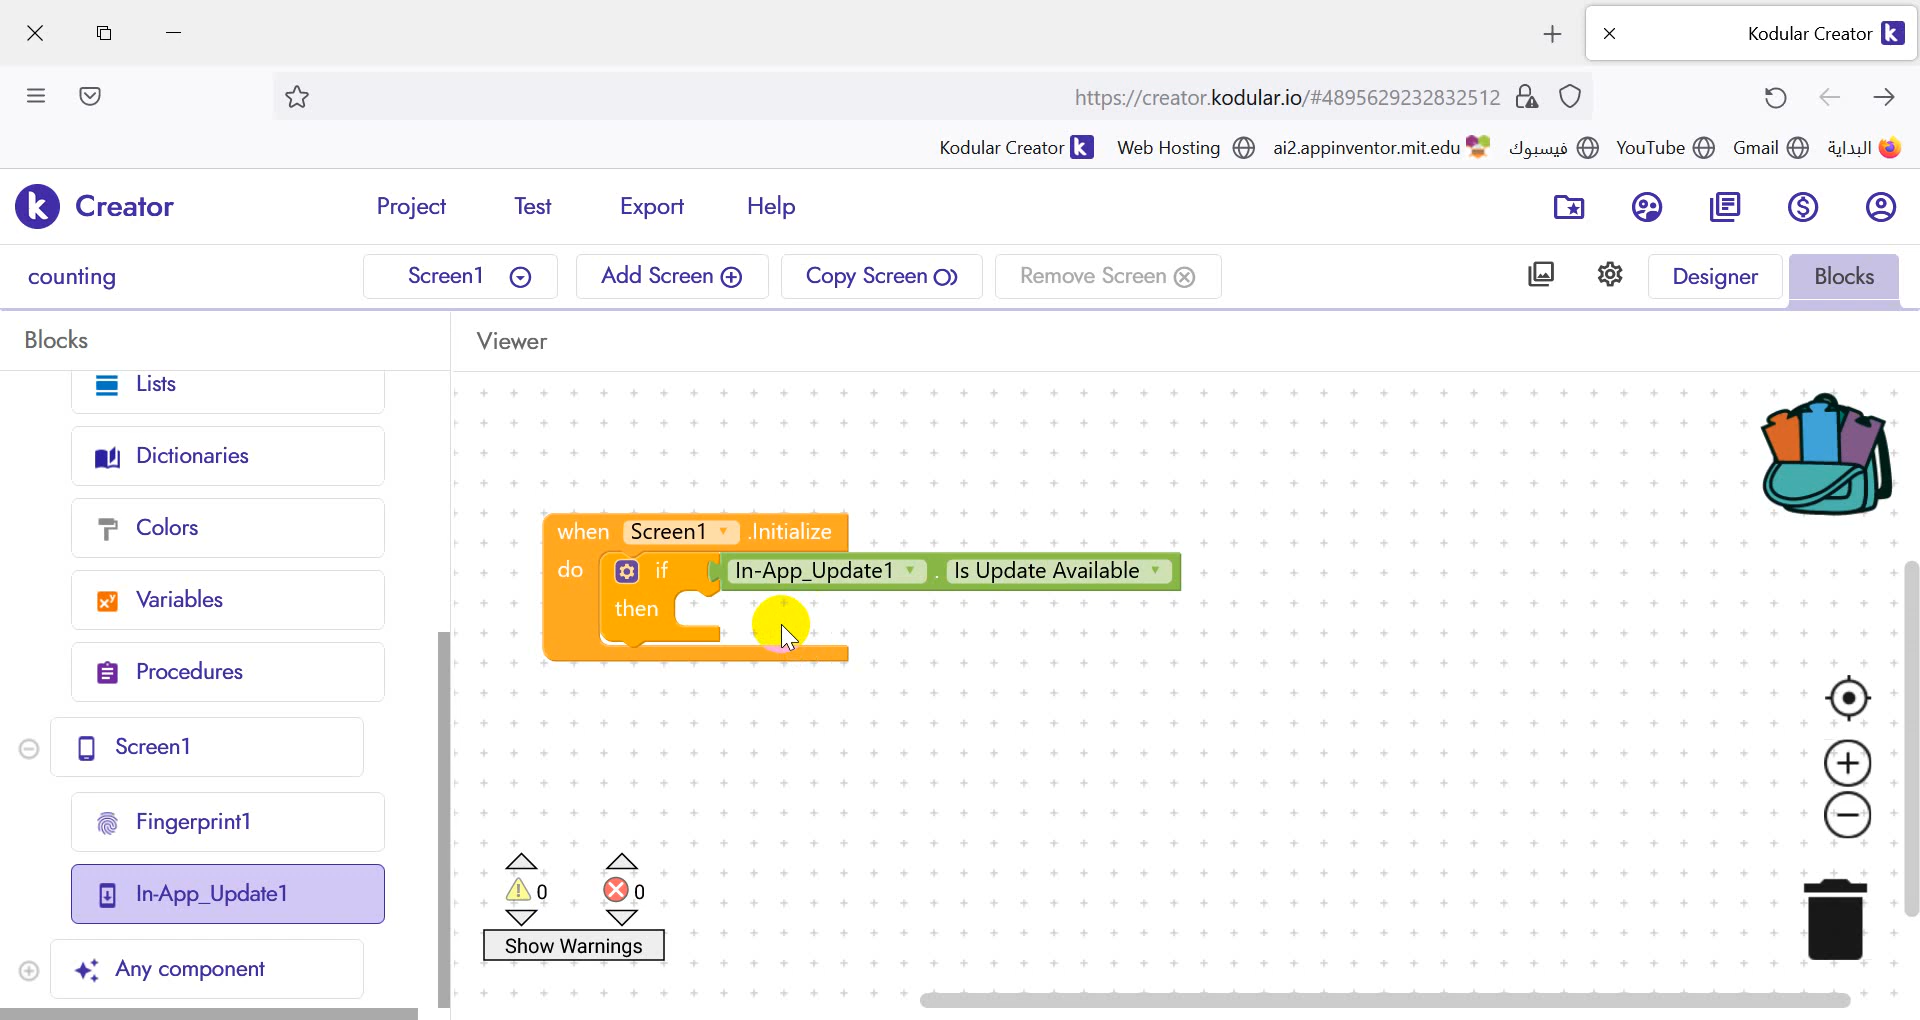 Kodular Creator
https://creator.kodular.io/#4895629232832512
Kodular Creator Web Hosting ai2.appinventor.mit.edu فيسبوك YouTube Gmail البداية
Creator Project Test Export Help
counting Screen1 Add Screen Copy Screen Remove Screen Designer Blocks
Blocks Viewer
Lists
Dictionaries
Colors
Variables
Procedures
Screen1
Fingerprint1
In-App_Update1
Any component
when Screen1 .Initialize
do if In-App_Update1 . Is Update Available
then
0 0
Show Warnings